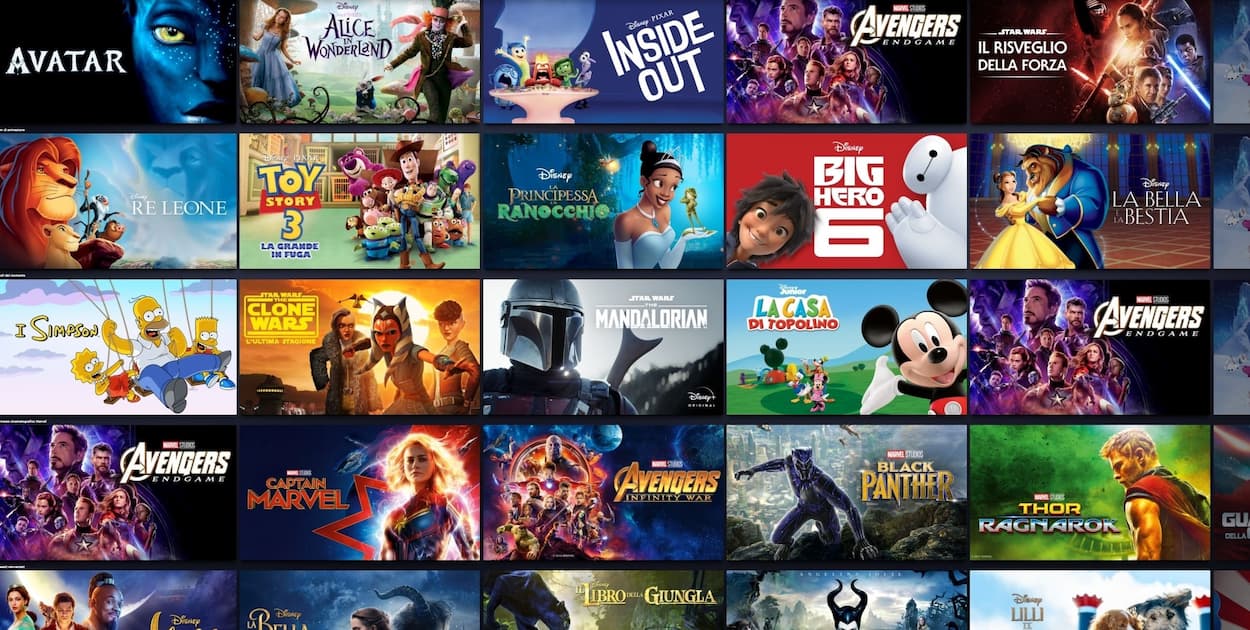 AVATAR
Disney
ALICE
IN
WONDERLAND
Disney PIXAR
INSIDE
OUT
MARVEL STUDIOS
AVENGERS
ENDGAME
STAR WARS
IL RISVEGLIO
DELLA FORZA
Disney
RE LEONE
Disney PIXAR
TOY
STORY
3
LA GRANDE
IN FUGA
Disney
LA
PRINCIPESSA
E IL
RANOCCHIO
Disney
BIG
HERO
6
Disney
LA BELLA
E LA
BESTIA
I SIMPSON
STAR WARS
THE
CLONE
WARS
L'ULTIMA STAGIONE
STAR WARS
THE
MANDALORIAN
Disney+
ORIGINAL
Disney Junior
LA CASA
DI TOPOLINO
MARVEL STUDIOS
AVENGERS
ENDGAME
MARVEL STUDIOS
AVENGERS
ENDGAME
MARVEL STUDIOS
CAPTAIN
MARVEL
MARVEL STUDIOS
AVENGERS
INFINITY WAR
MARVEL STUDIOS
BLACK
PANTHER
MARVEL STUDIOS
THOR
RAGNAROK
GU
DELLA
Disney
Disney
LA
BELLA
Disney
IL LIBRO DELLA GIUNGLA
ANGELINA JOLIE
Disney